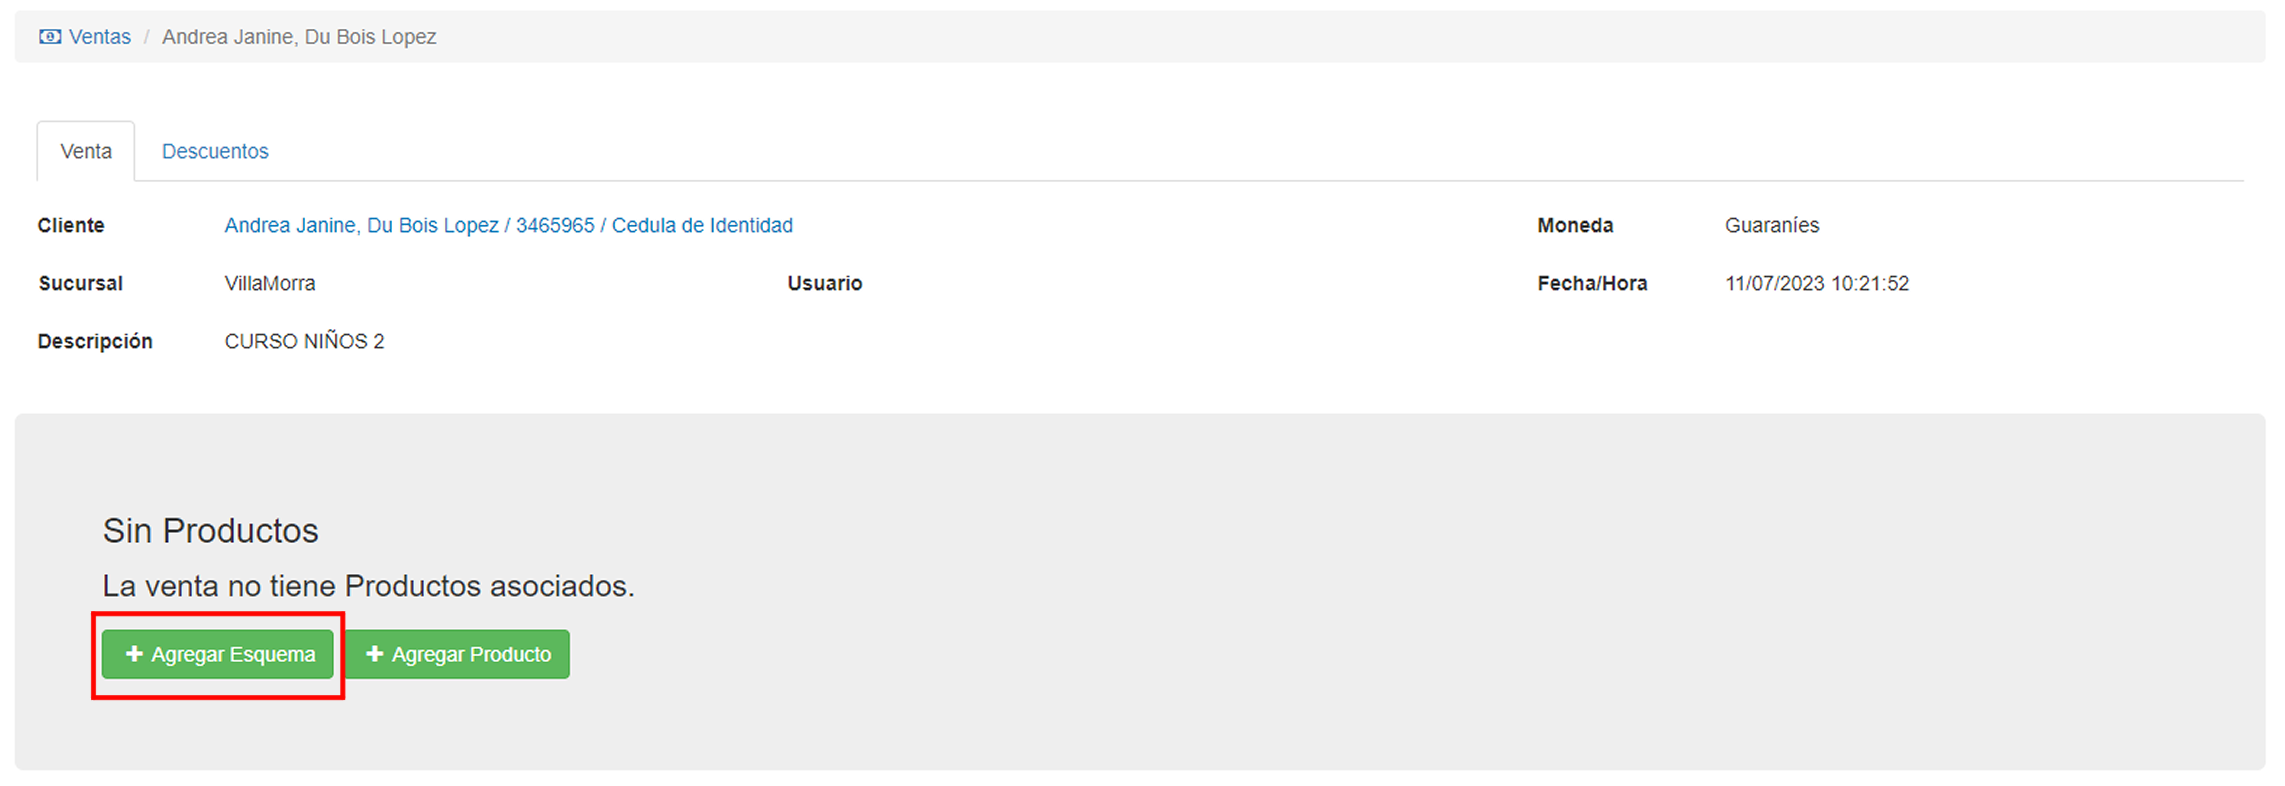 Ventas / Andrea Janine, Du Bois Lopez
Venta Descuentos
Cliente Andrea Janine, Du Bois Lopez / 3465965 / Cedula de Identidad Moneda Guaraníes
Sucursal VillaMorra Usuario Fecha/Hora 11/07/2023 10:21:52
Descripción CURSO NIÑOS 2
Sin Productos
La venta no tiene Productos asociados.
+ Agregar Esquema + Agregar Producto